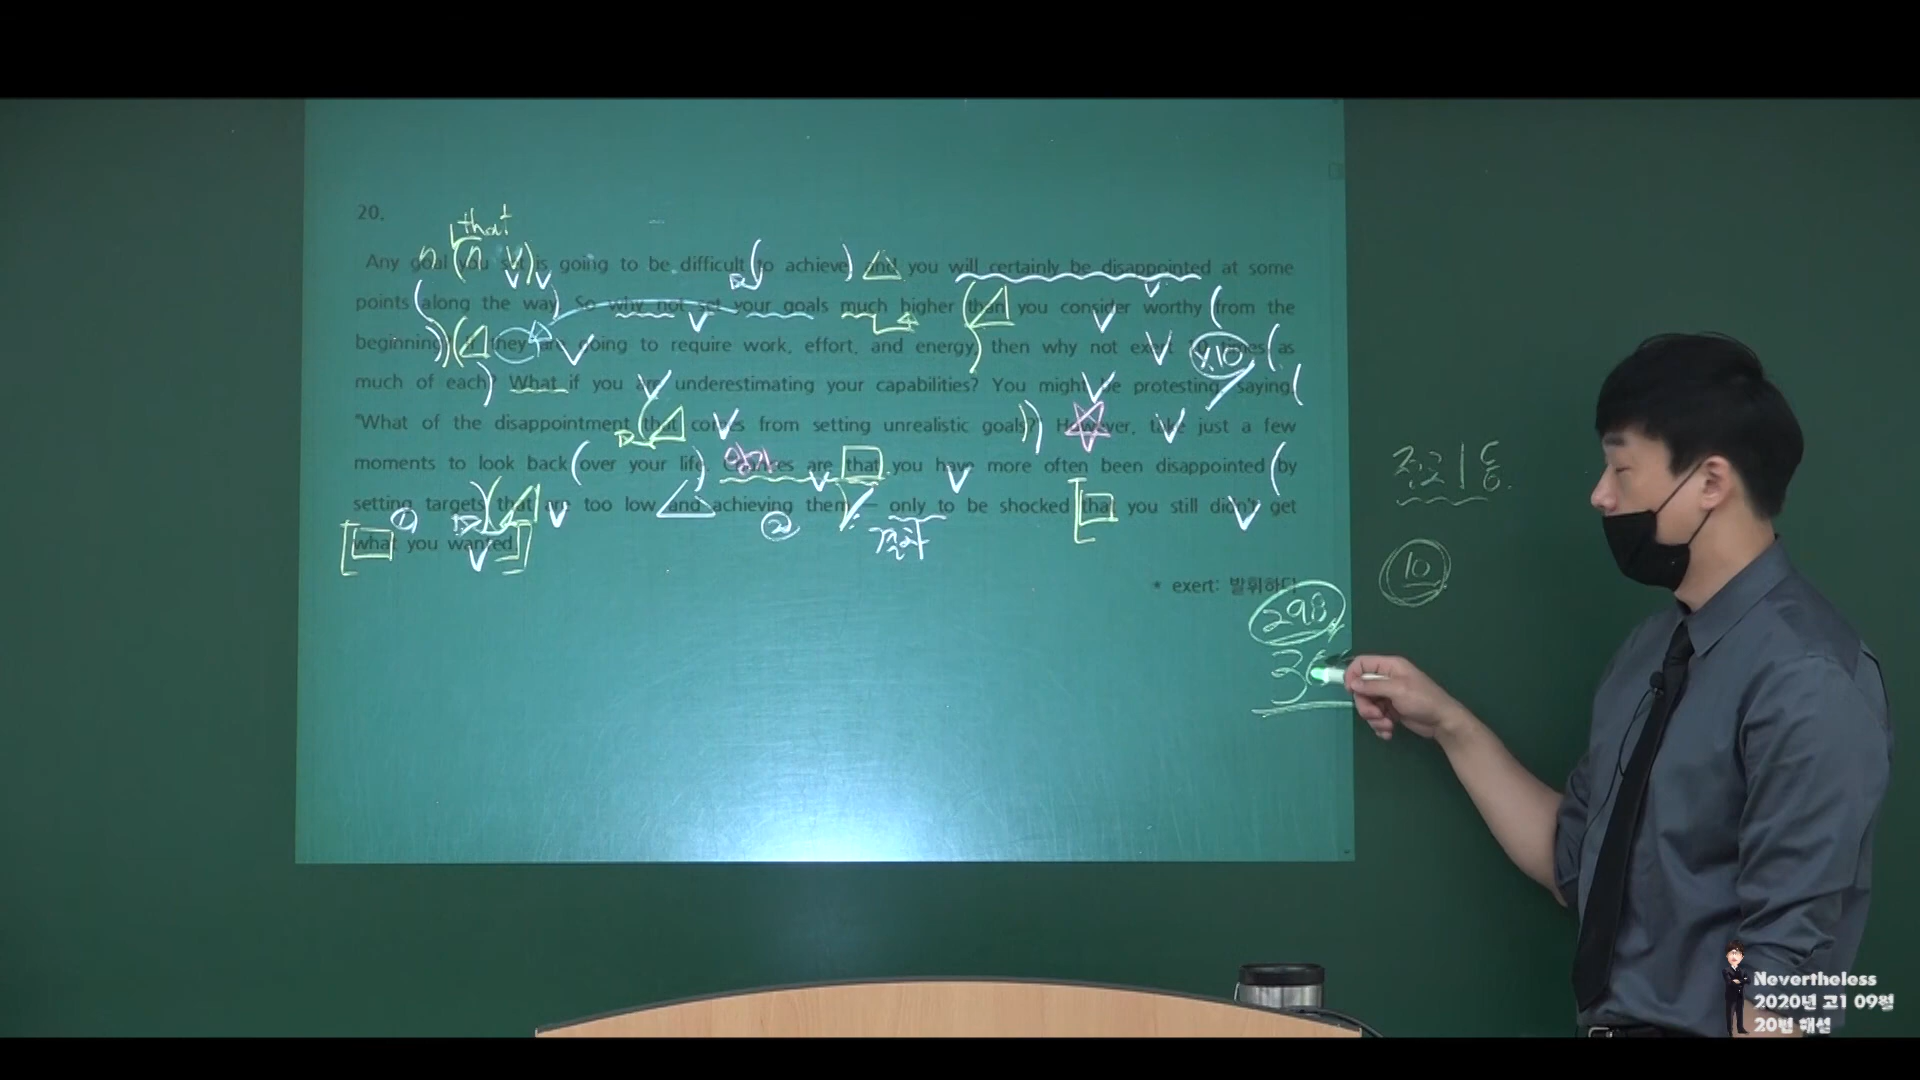 20.
that
n (n V)
Any goal you set is going to be difficult to achieve, and you will certainly be disappointed at some
points along the way. So why not set your goals much higher than you consider worthy from the
beginning? If they are going to require work, effort, and energy, then why not exert 10 times as
x10
much of each? What if you are underestimating your capabilities? You might be protesting, saying,
"What of the disappointment that comes from setting unrealistic goals?" However, take just a few
moments to look back over your life. Chances are that you have more often been disappointed by
setting targets that are too low and achieving them — only to be shocked that you still didn't get
① ② 결과
what you wanted.
* exert: 발휘하다
298
전교 1등.
10
Nevertheless
2020년 고1 09월
20번 해설